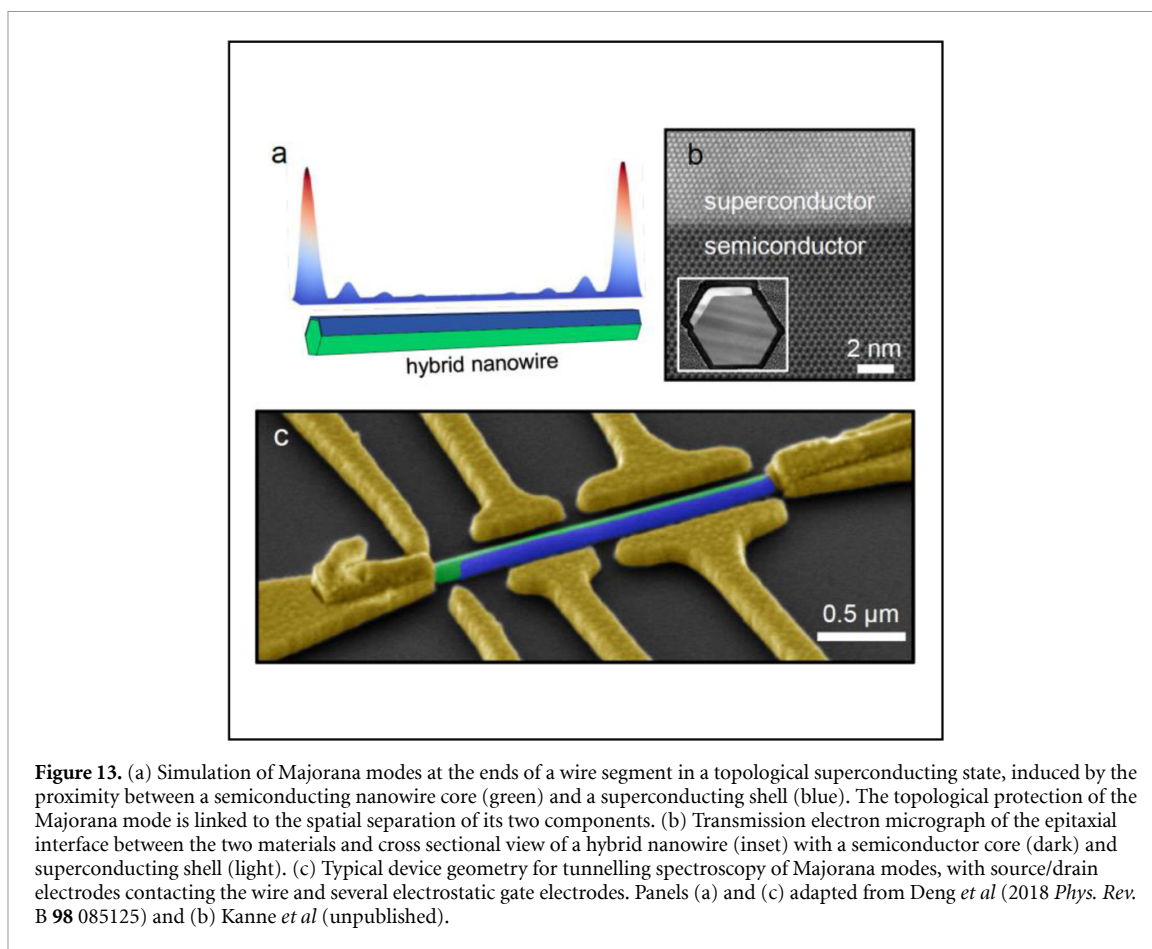 a
hybrid nanowire
b
superconductor
semiconductor
2 nm
c
0.5 μm
Figure 13. (a) Simulation of Majorana modes at the ends of a wire segment in a topological superconducting state, induced by the
proximity between a semiconducting nanowire core (green) and a superconducting shell (blue). The topological protection of the
Majorana mode is linked to the spatial separation of its two components. (b) Transmission electron micrograph of the epitaxial
interface between the two materials and cross sectional view of a hybrid nanowire (inset) with a semiconductor core (dark) and
superconducting shell (light). (c) Typical device geometry for tunnelling spectroscopy of Majorana modes, with source/drain
electrodes contacting the wire and several electrostatic gate electrodes. Panels (a) and (c) adapted from Deng et al (2018 Phys. Rev.
B 98 085125) and (b) Kanne et al (unpublished).